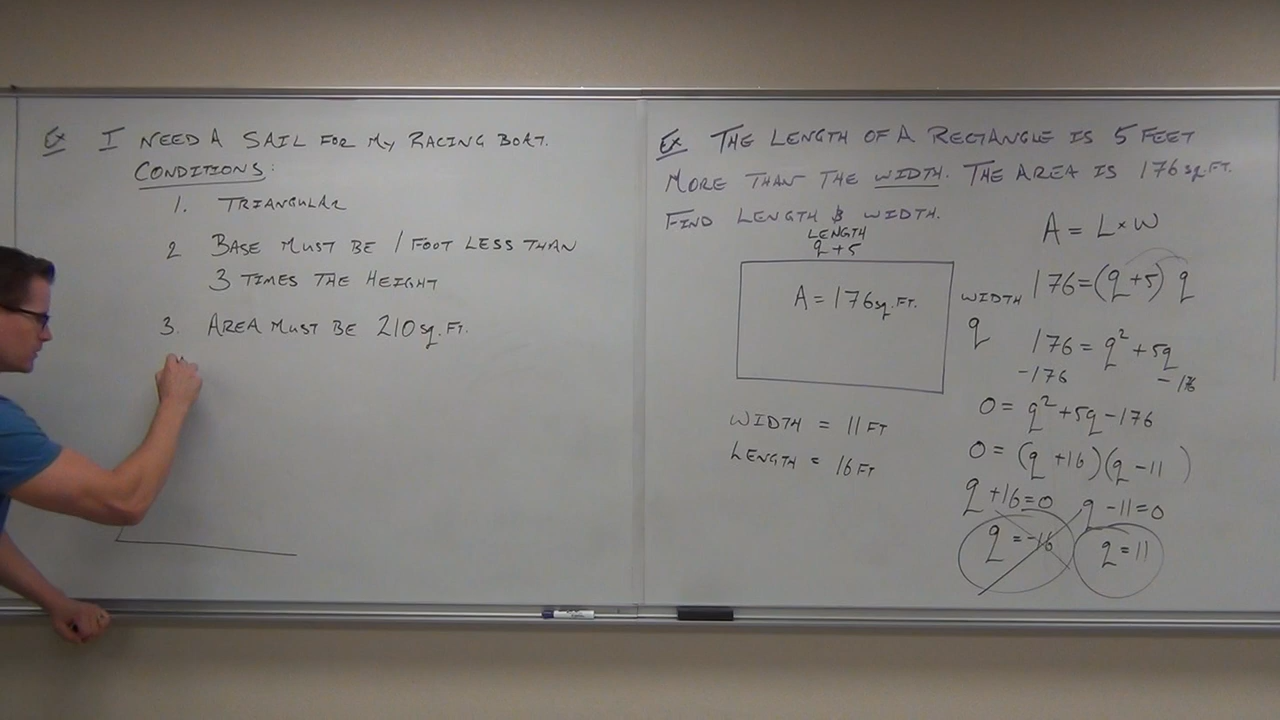 Ex I NEED A SAIL FOR MY RACING BOAT.
CONDITIONS:
1. TRIANGULAR
2 BASE MUST BE 1 FOOT LESS THAN
3 TIMES THE HEIGHT
3. AREA MUST BE 210 sq. FT.
Ex THE LENGTH OF A RECTANGLE IS 5 FEET
MORE THAN THE WIDTH. THE AREA IS 176 sq. FT.
FIND LENGTH & WIDTH.
LENGTH
q+5
A = 176 sq. FT.
WIDTH
q
WIDTH = 11 FT
LENGTH = 16 FT
A = L×W
176=(q+5) q
176 = q²+5q
-176 -176
0= q²+5q-176
0= (q+16)(q-11)
q+16=0 q-11=0
q=-16 q=11